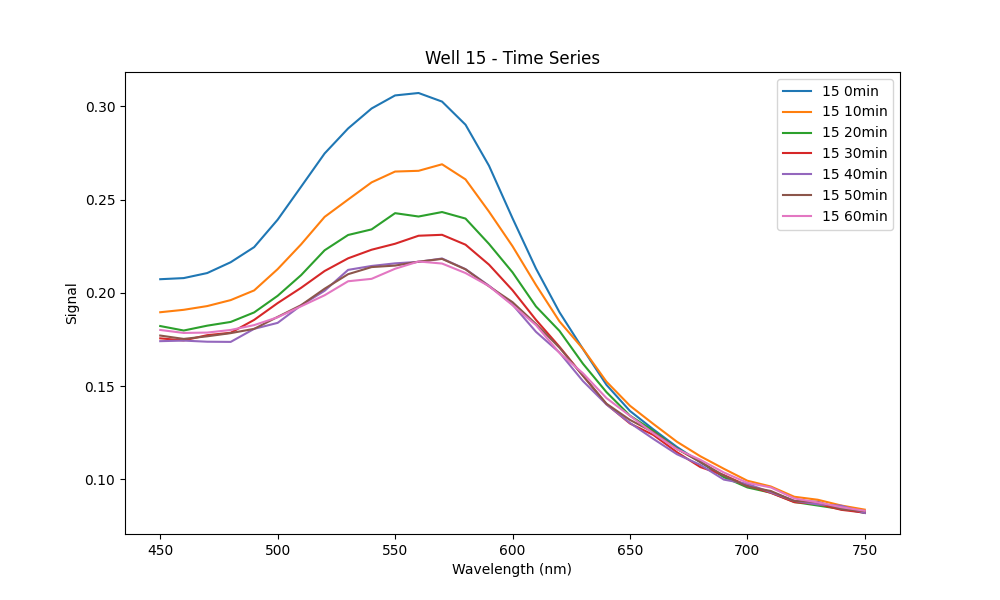 Well 15 - Time Series
15 0min
15 10min
15 20min
15 30min
15 40min
15 50min
15 60min
0.30
0.25
0.20
0.15
0.10
Signal
450 500 550 600 650 700 750
Wavelength (nm)